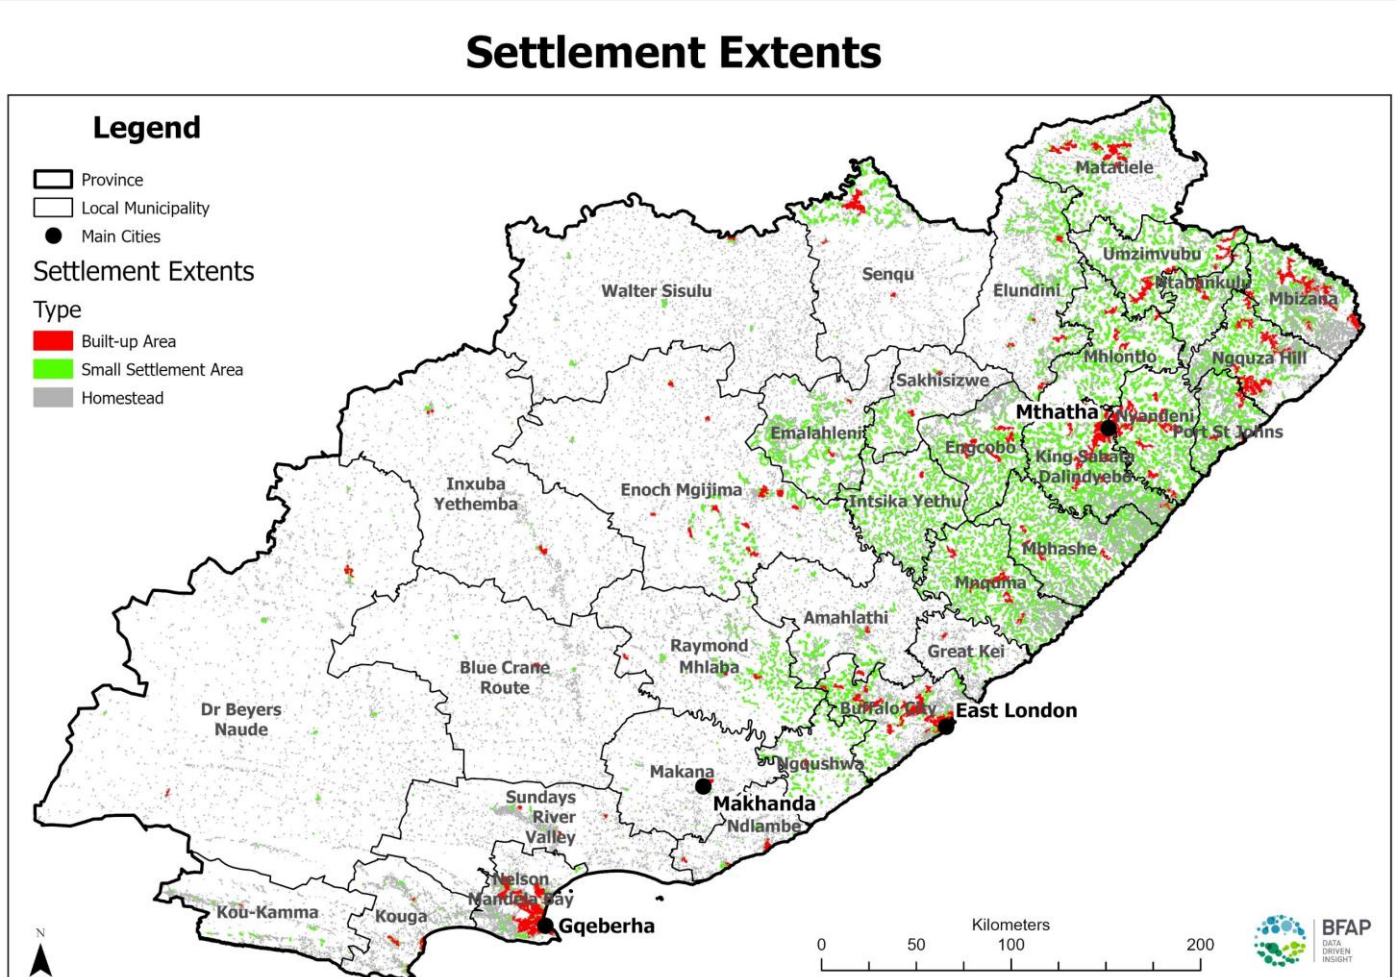 Settlement Extents
Legend
Province
Local Municipality
Main Cities
Settlement Extents
Type
Built-up Area
Small Settlement Area
Homestead
Matatiele
Umzimvubu
Ntabankulu
Mbizana
Senqu
Walter Sisulu
Elundini
Mhlontlo
Ngquza Hill
Sakhisizwe
Mthatha
Nyandeni
Port St Johns
Emalahleni
Engcobo
King Sabata
Dalindyebo
Inxuba
Yethemba
Enoch Mgijima
Intsika Yethu
Mbhashe
Mnquma
Amahlathi
Raymond
Mhlaba
Great Kei
Blue Crane
Route
Dr Beyers
Naude
Buffalo City
East London
Ngqushwa
Makana
Makhanda
Ndlambe
Sundays
River
Valley
Nelson
Mandela Bay
Kou-Kamma
Kouga
Gqeberha
N
Kilometers
0 50 100 200
BFAP
DATA
DRIVEN
INSIGHT